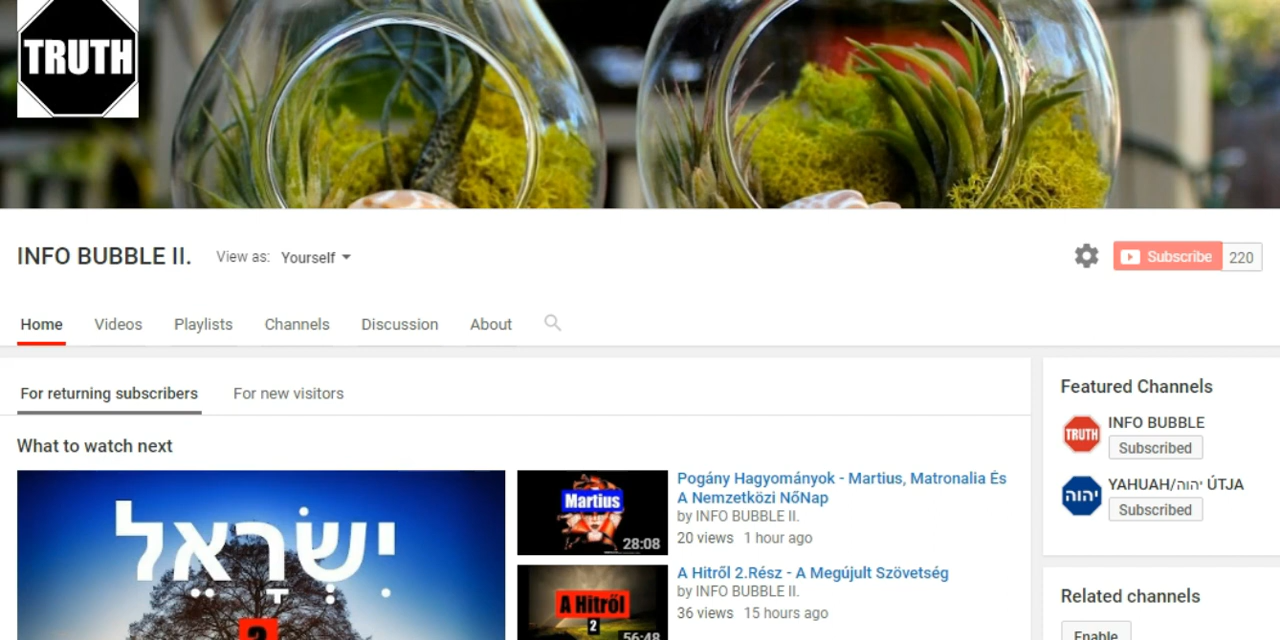 TRUTH
INFO BUBBLE II.
View as: Yourself
Subscribe 220
Home Videos Playlists Channels Discussion About
For returning subscribers For new visitors
What to watch next
יִשְׂרָאֵל
2
Martius
28:08
Pogány Hagyományok - Martius, Matronalia És
A Nemzetközi NőNap
by INFO BUBBLE II.
20 views 1 hour ago
A Hitről
2
56:48
A Hitről 2.Rész - A Megújult Szövetség
by INFO BUBBLE II.
36 views 15 hours ago
Featured Channels
TRUTH
INFO BUBBLE
Subscribed
יהוה
YAHUAH/יהוה ÚTJA
Subscribed
Related channels
Enable